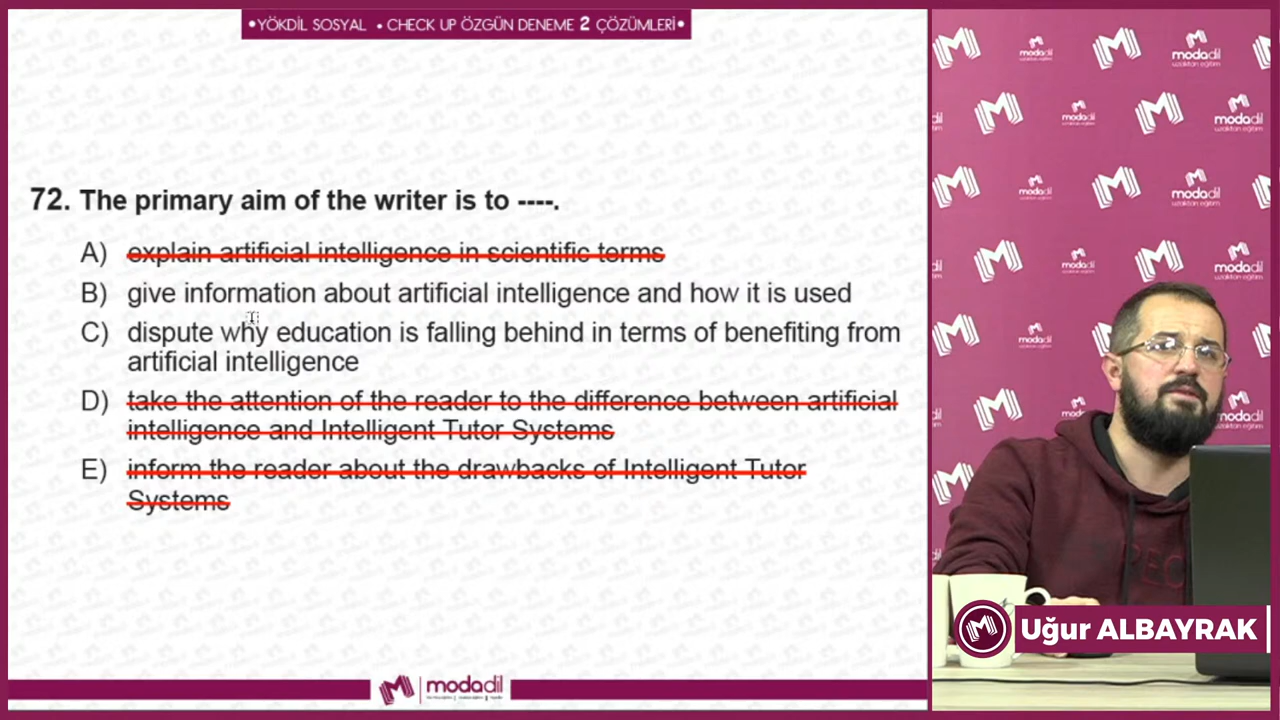 •YÖKDİL SOSYAL • CHECK UP ÖZGÜN DENEME 2 ÇÖZÜMLERİ•
72. The primary aim of the writer is to ----.
A) explain artificial intelligence in scientific terms
B) give information about artificial intelligence and how it is used
C) dispute why education is falling behind in terms of benefiting from
artificial intelligence
D) take the attention of the reader to the difference between artificial
intelligence and Intelligent Tutor Systems
E) inform the reader about the drawbacks of Intelligent Tutor
Systems
modadil
uzaktan eğitim
Uğur ALBAYRAK
modadil